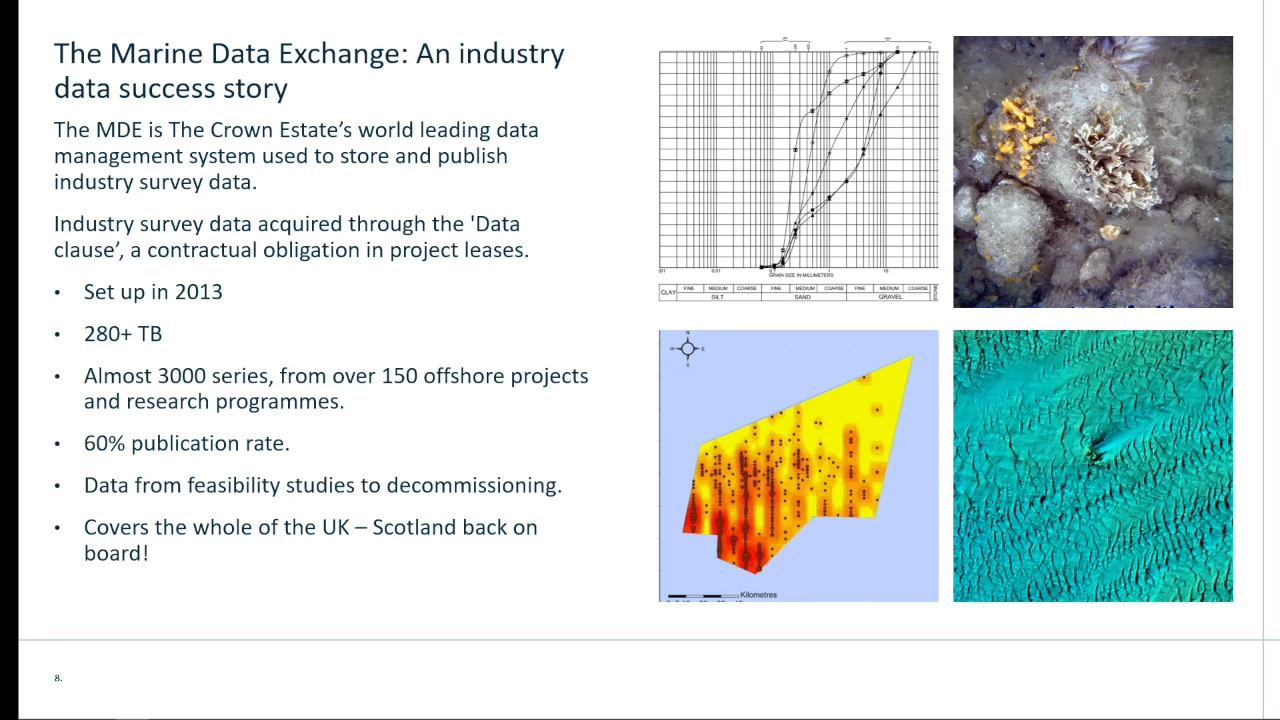 The Marine Data Exchange: An industry
data success story
The MDE is The Crown Estate’s world leading data
management system used to store and publish
industry survey data.
Industry survey data acquired through the 'Data
clause’, a contractual obligation in project leases.
• Set up in 2013
• 280+ TB
• Almost 3000 series, from over 150 offshore projects
and research programmes.
• 60% publication rate.
• Data from feasibility studies to decommissioning.
• Covers the whole of the UK – Scotland back on
board!
0.01
10
GRAIN SIZE IN MILLIMETERS
CLAY
FINE MEDIUM COARSE FINE MEDIUM COARSE FINE MEDIUM COARSE
SILT SAND GRAVEL
N
W E
S
Kilometres
8.